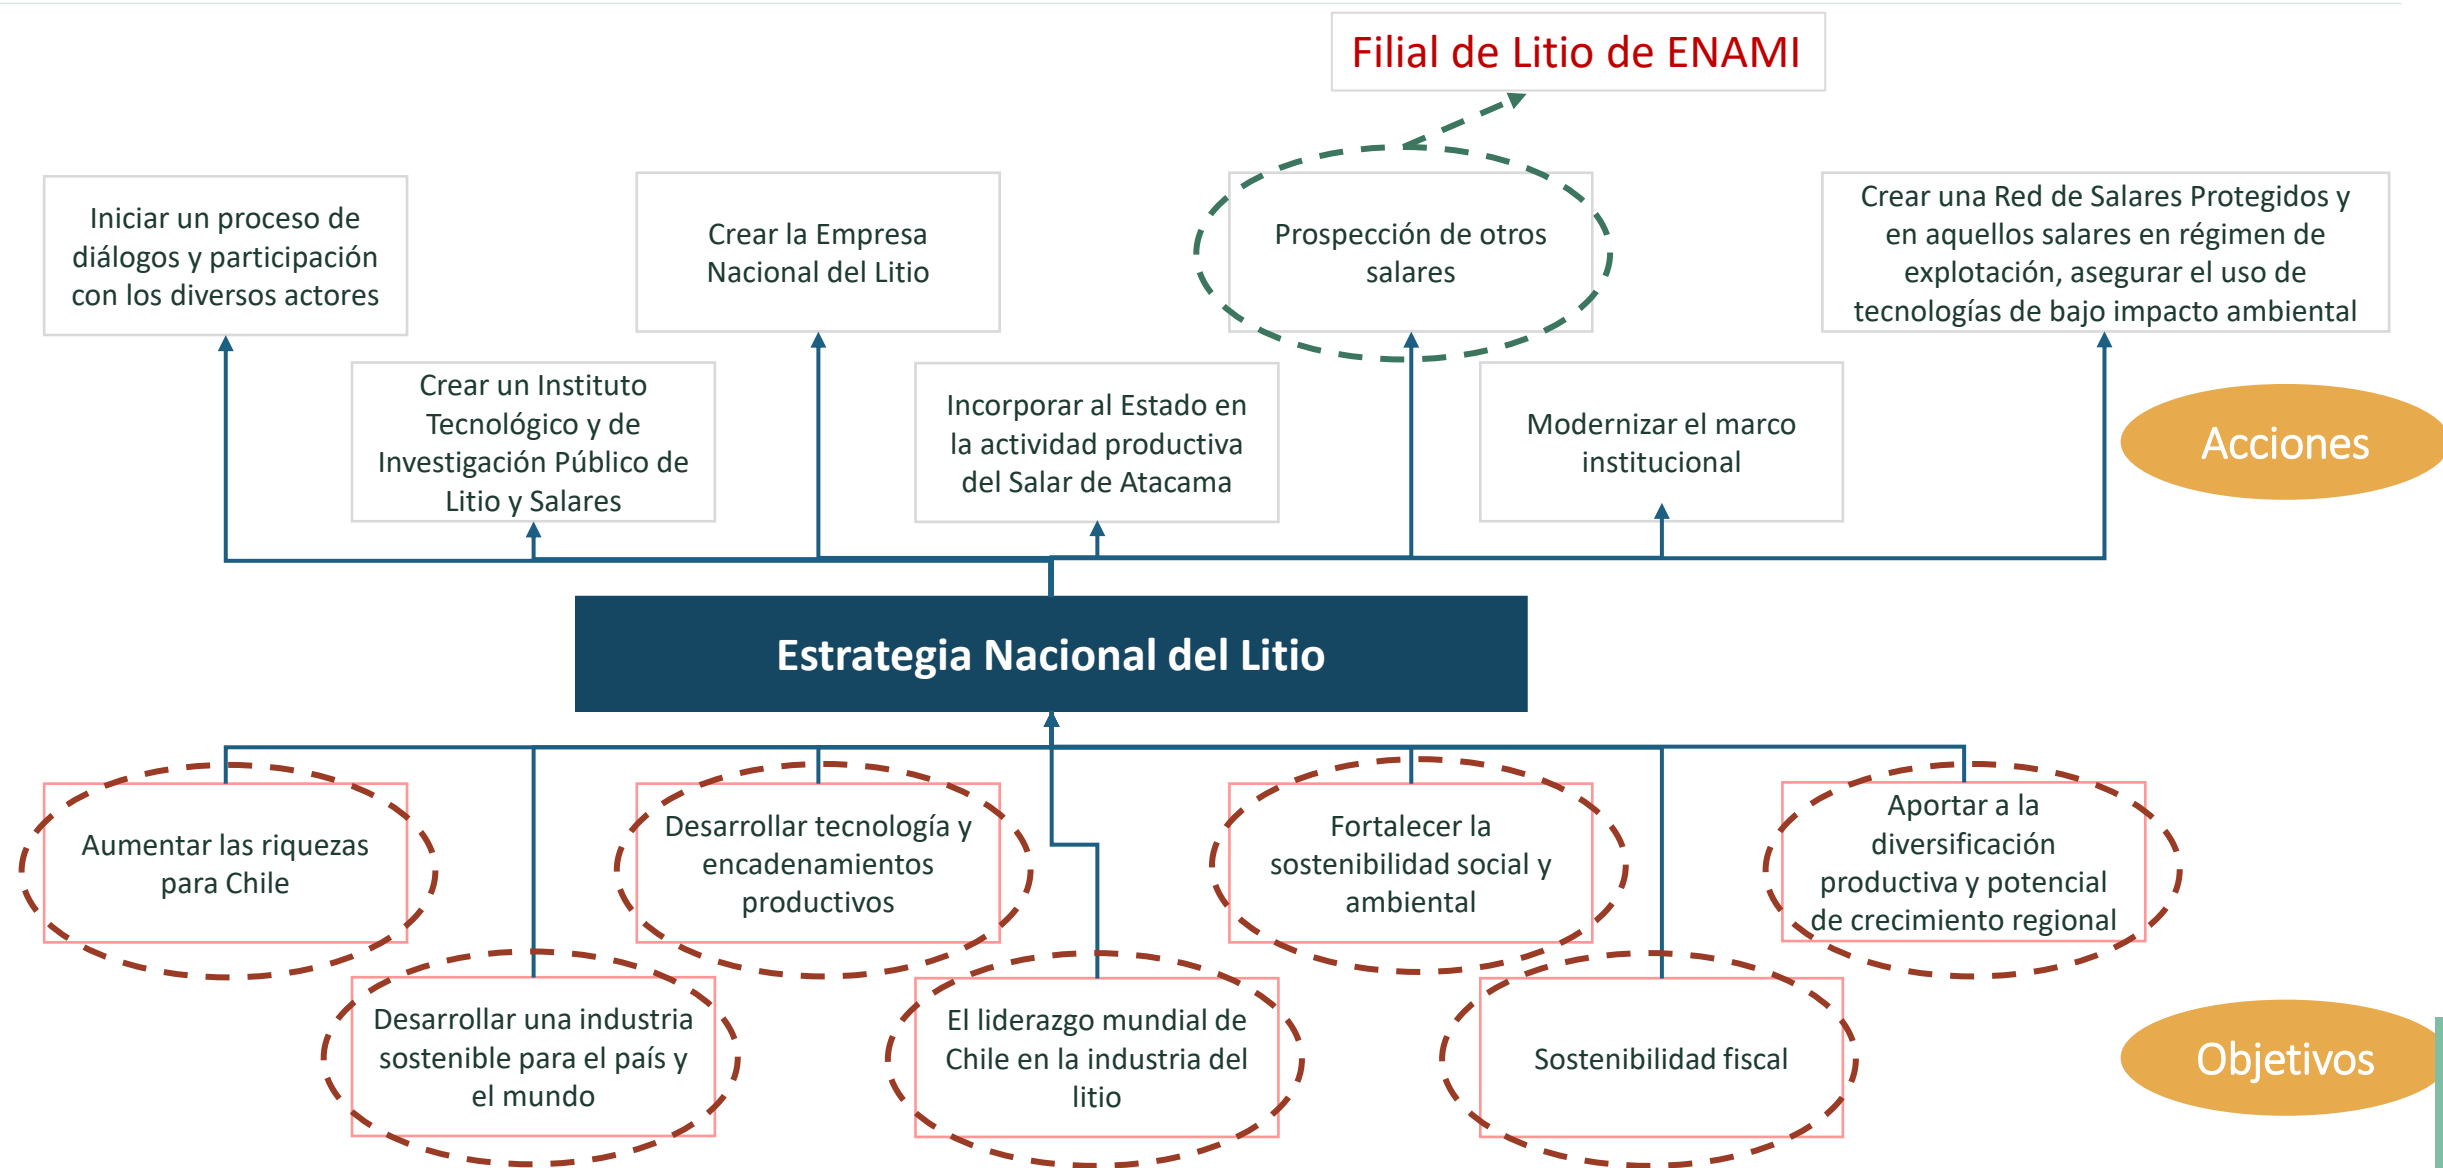 Filial de Litio de ENAMI
Iniciar un proceso de
diálogos y participación
con los diversos actores
Crear la Empresa
Nacional del Litio
Prospección de otros
salares
Crear una Red de Salares Protegidos y
en aquellos salares en régimen de
explotación, asegurar el uso de
tecnologías de bajo impacto ambiental
Crear un Instituto
Tecnológico y de
Investigación Público de
Litio y Salares
Incorporar al Estado en
la actividad productiva
del Salar de Atacama
Modernizar el marco
institucional
Acciones
Estrategia Nacional del Litio
Aumentar las riquezas
para Chile
Desarrollar tecnología y
encadenamientos
productivos
Fortalecer la
sostenibilidad social y
ambiental
Aportar a la
diversificación
productiva y potencial
de crecimiento regional
Desarrollar una industria
sostenible para el país y
el mundo
El liderazgo mundial de
Chile en la industria del
litio
Sostenibilidad fiscal
Objetivos